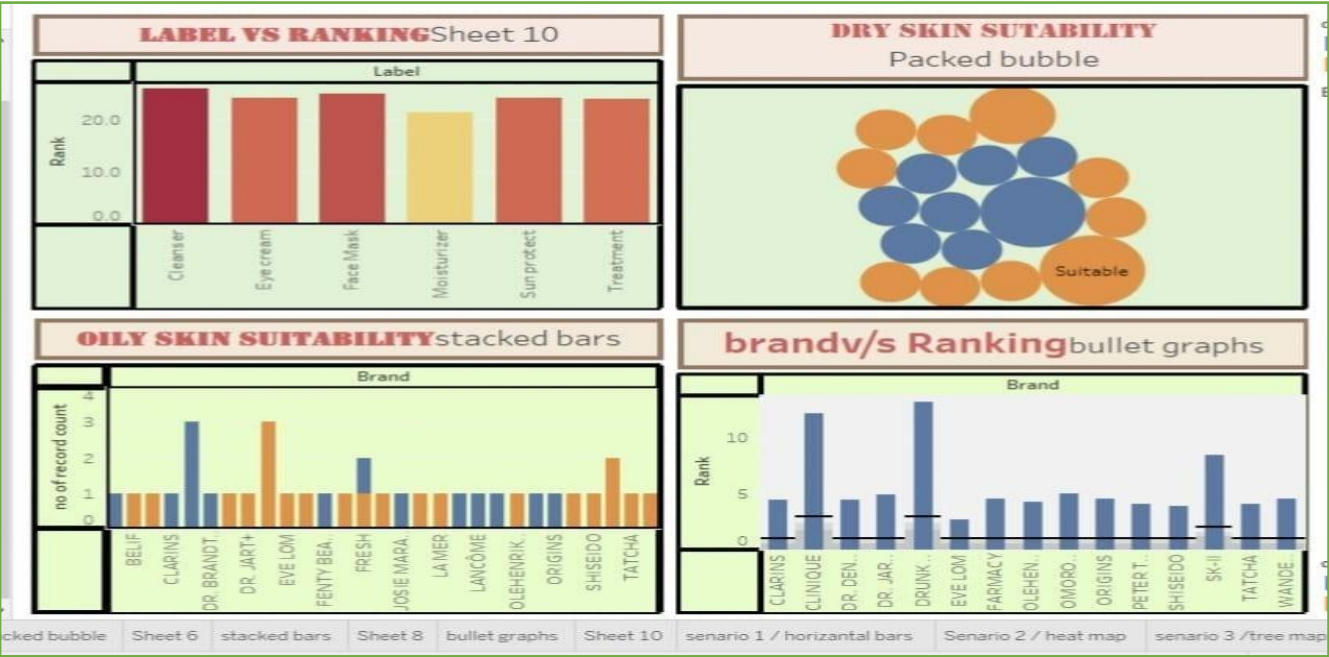 LABEL VS RANKINGSheet 10
Label
Rank
20.0
10.0
0.0
Cleanser
Eye cream
Face Mask
Moisturizer
Sun protect
Treatment
DRY SKIN SUTABILITY
Packed bubble
Suitable
OILY SKIN SUITABILITYstacked bars
Brand
no of record count
4
3
2
1
0
BELIF
CLARINS
DR. BRANDT..
DR. JART+
EVE LOM
FENTY BEA..
FRESH
JOSIE MARA..
LA MER
LANCÔME
OLEHENRIK..
ORIGINS
SHISEIDO
TATCHA
brandv/s Rankingbullet graphs
Brand
Rank
10
5
0
CLARINS
CLINIQUE
DR. DEN..
DR. JAR..
DRUNK ..
EVE LOM
FARMACY
OLEHEN..
OMORO..
ORIGINS
PETER T..
SHISEIDO
SK-II
TATCHA
WANDE..
cked bubble Sheet 6 stacked bars Sheet 8 bullet graphs Sheet 10 senario 1 / horizantal bars Senario 2 / heat map senario 3 /tree map